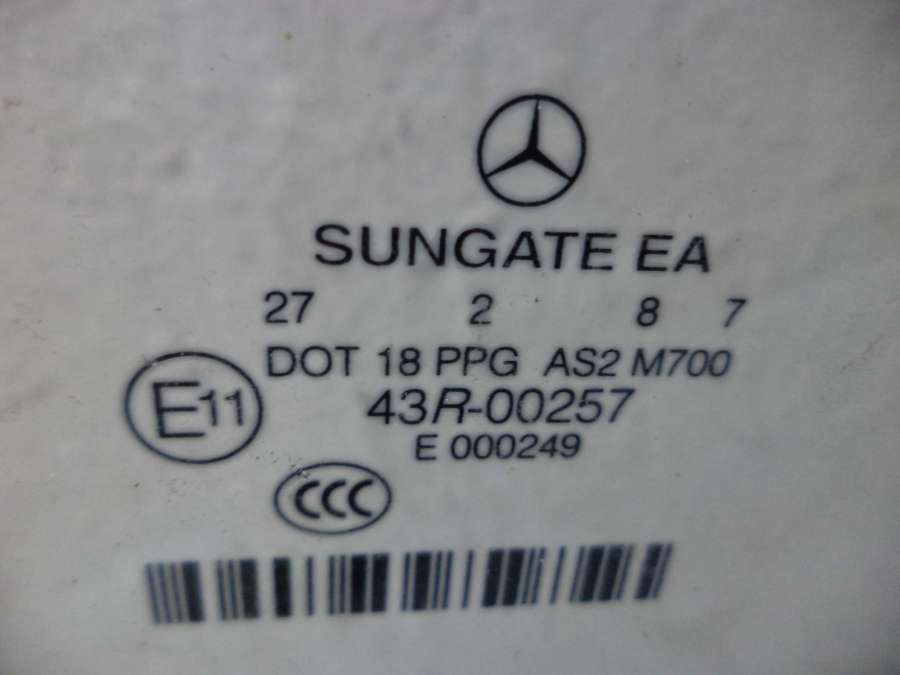 SUNGATE EA
27 2 8 7
DOT 18 PPG AS2 M700
E11
43R-00257
E 000249
CCC